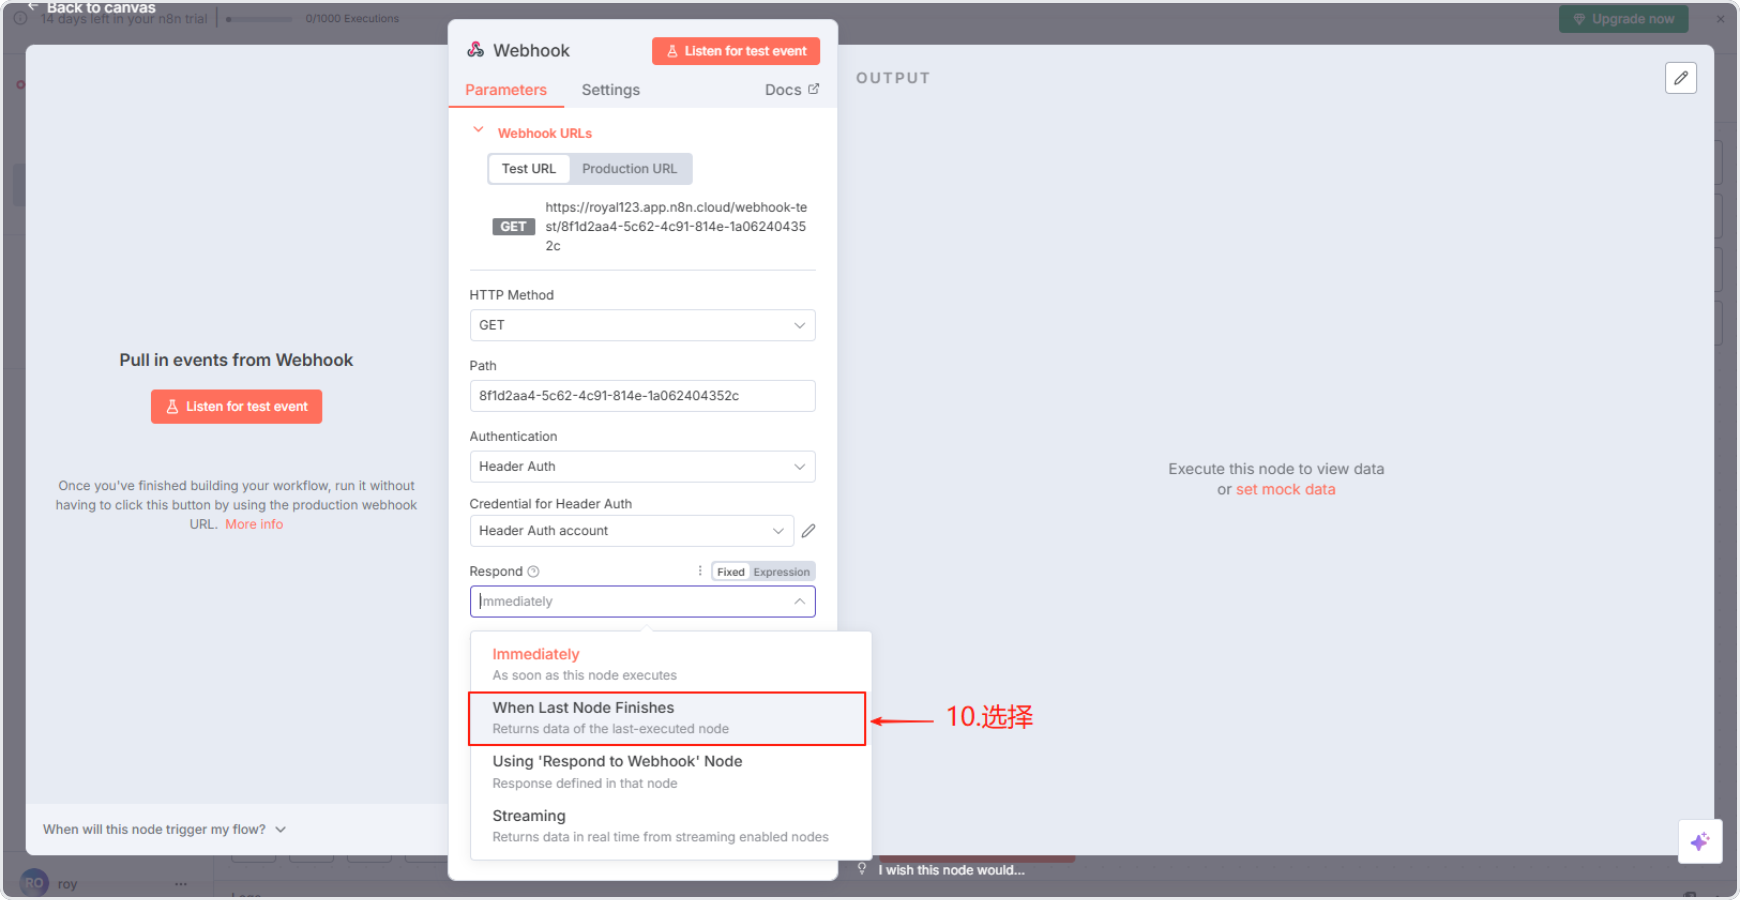 Back to canvas
14 days left in your n8n trial
0/1000 Executions
Upgrade now
Webhook
Listen for test event
Parameters
Settings
Docs
OUTPUT
Webhook URLs
Test URL
Production URL
GET
https://royal123.app.n8n.cloud/webhook-te
st/8f1d2aa4-5c62-4c91-814e-1a06240435
2c
HTTP Method
GET
Path
8f1d2aa4-5c62-4c91-814e-1a062404352c
Authentication
Header Auth
Credential for Header Auth
Header Auth account
Respond
Fixed
Expression
Immediately
Immediately
As soon as this node executes
When Last Node Finishes
Returns data of the last-executed node
Using 'Respond to Webhook' Node
Response defined in that node
Streaming
Returns data in real time from streaming enabled nodes
10.选择
Pull in events from Webhook
Listen for test event
Once you've finished building your workflow, run it without
having to click this button by using the production webhook
URL. More info
When will this node trigger my flow?
Execute this node to view data
or set mock data
I wish this node would...
RO
roy